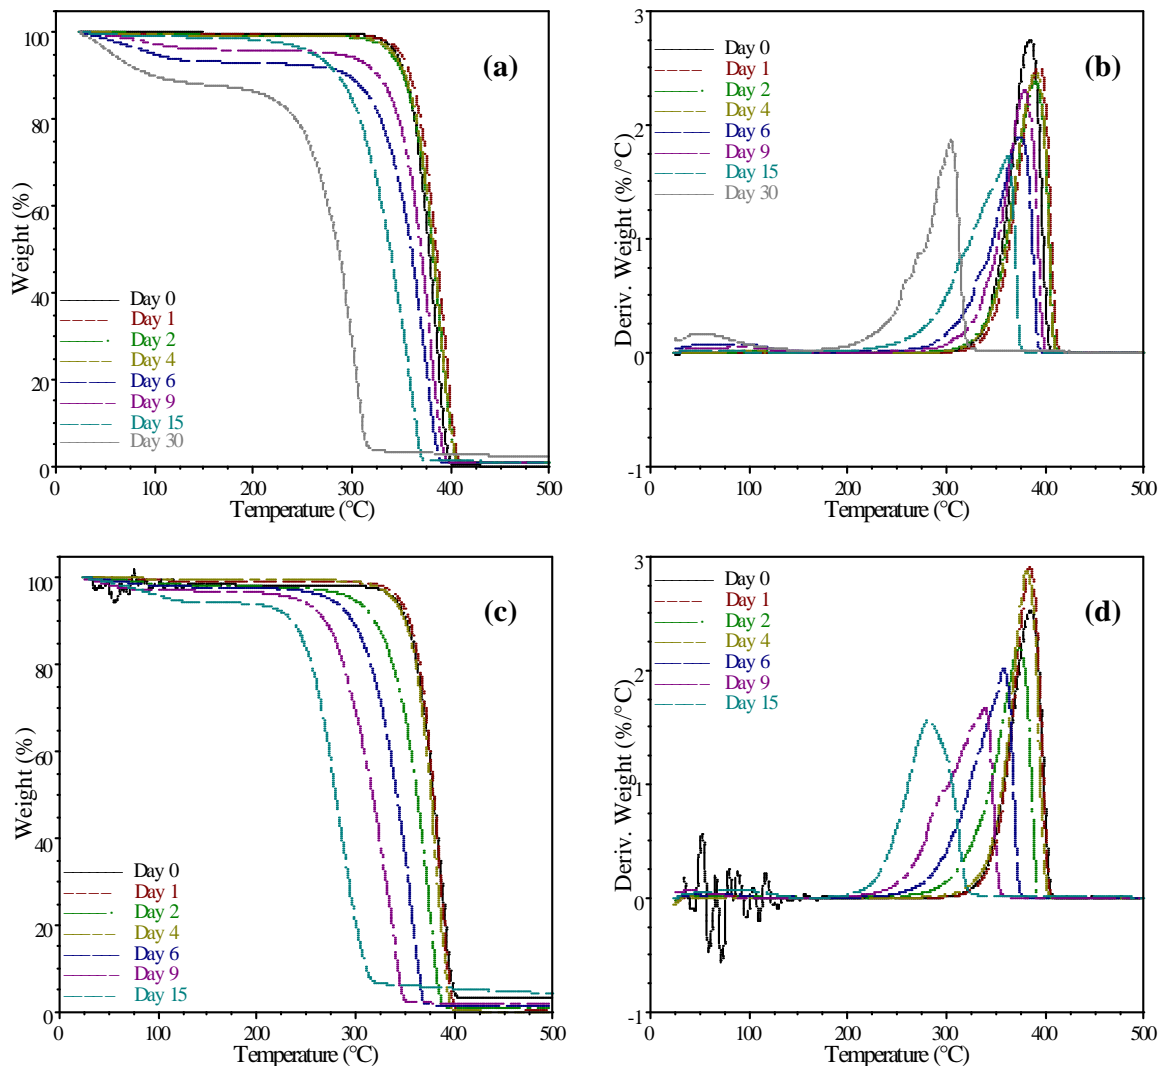 (a)
Weight (%)
100
80
60
40
20
0
Day 0
Day 1
Day 2
Day 4
Day 6
Day 9
Day 15
Day 30
0
100
200
300
400
500
Temperature (°C)
(b)
Deriv. Weight (%/°C)
3
2
1
0
-1
Day 0
Day 1
Day 2
Day 4
Day 6
Day 9
Day 15
Day 30
0
100
200
300
400
500
Temperature (°C)
(c)
Weight (%)
100
80
60
40
20
0
Day 0
Day 1
Day 2
Day 4
Day 6
Day 9
Day 15
0
100
200
300
400
500
Temperature (°C)
(d)
Deriv. Weight (%/°C)
3
2
1
0
-1
Day 0
Day 1
Day 2
Day 4
Day 6
Day 9
Day 15
0
100
200
300
400
500
Temperature (°C)